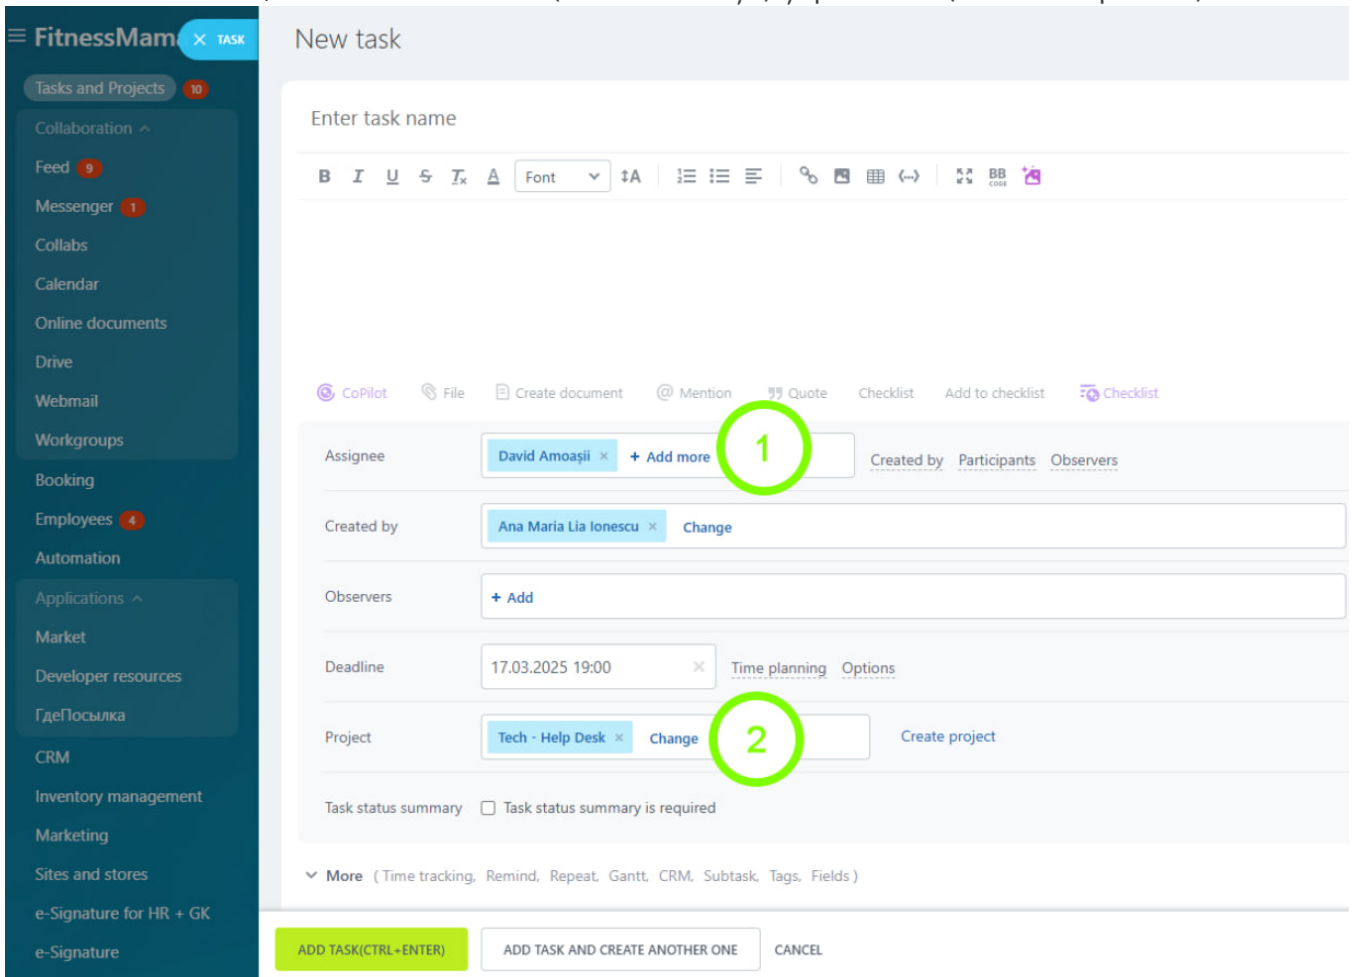 FitnessMam
TASK
Tasks and Projects 10
Collaboration
Feed 9
Messenger 1
Collabs
Calendar
Online documents
Drive
Webmail
Workgroups
Booking
Employees 4
Automation
Applications
Market
Developer resources
ГдеПосылка
CRM
Inventory management
Marketing
Sites and stores
e-Signature for HR + GK
e-Signature
New task
Enter task name
B I U S Tx A Font ↕A BB CODE
CoPilot File Create document @ Mention Quote Checklist Add to checklist Checklist
Assignee David Amoașii × + Add more 1 Created by Participants Observers
Created by Ana Maria Lia Ionescu × Change
Observers + Add
Deadline 17.03.2025 19:00 × Time planning Options
Project Tech - Help Desk × Change 2 Create project
Task status summary Task status summary is required
More ( Time tracking, Remind, Repeat, Gantt, CRM, Subtask, Tags, Fields )
ADD TASK(CTRL+ENTER) ADD TASK AND CREATE ANOTHER ONE CANCEL